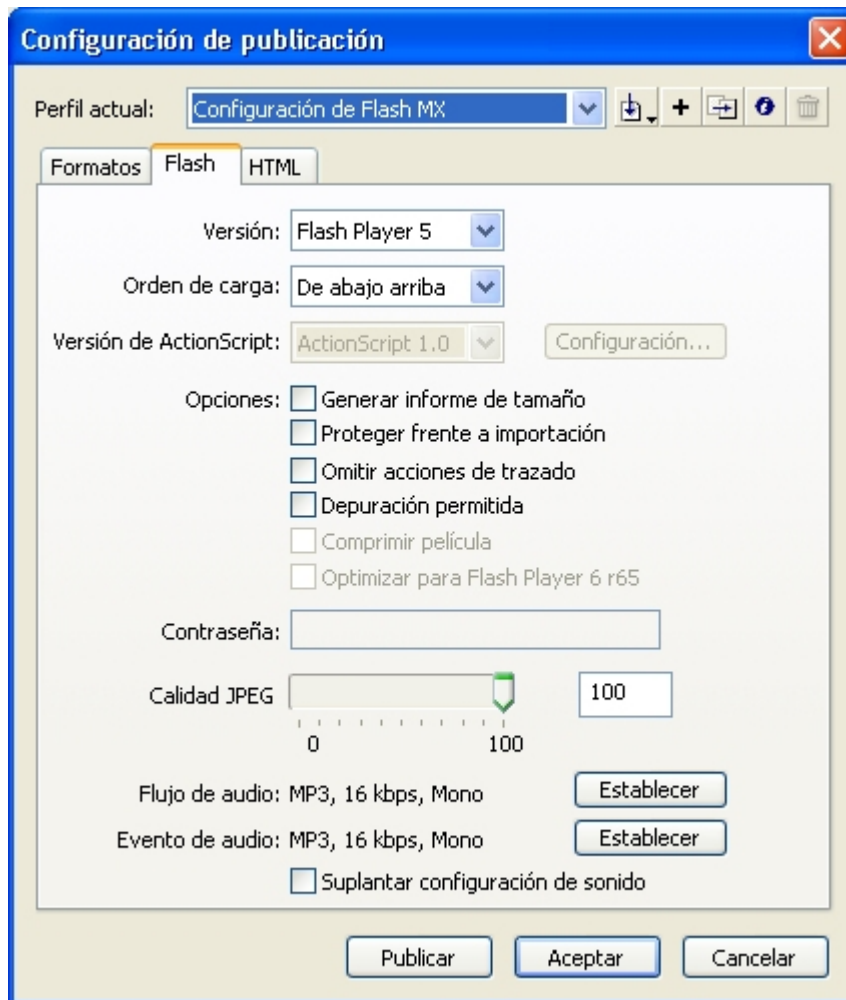 Configuración de publicación
Perfil actual: Configuración de Flash MX
Formatos Flash HTML
Versión: Flash Player 5
Orden de carga: De abajo arriba
Versión de ActionScript: ActionScript 1.0 Configuración...
Opciones: Generar informe de tamaño
Proteger frente a importación
Omitir acciones de trazado
Depuración permitida
Comprimir película
Optimizar para Flash Player 6 r65
Contraseña:
Calidad JPEG 100
0 100
Flujo de audio: MP3, 16 kbps, Mono Establecer
Evento de audio: MP3, 16 kbps, Mono Establecer
Suplantar configuración de sonido
Publicar Aceptar Cancelar